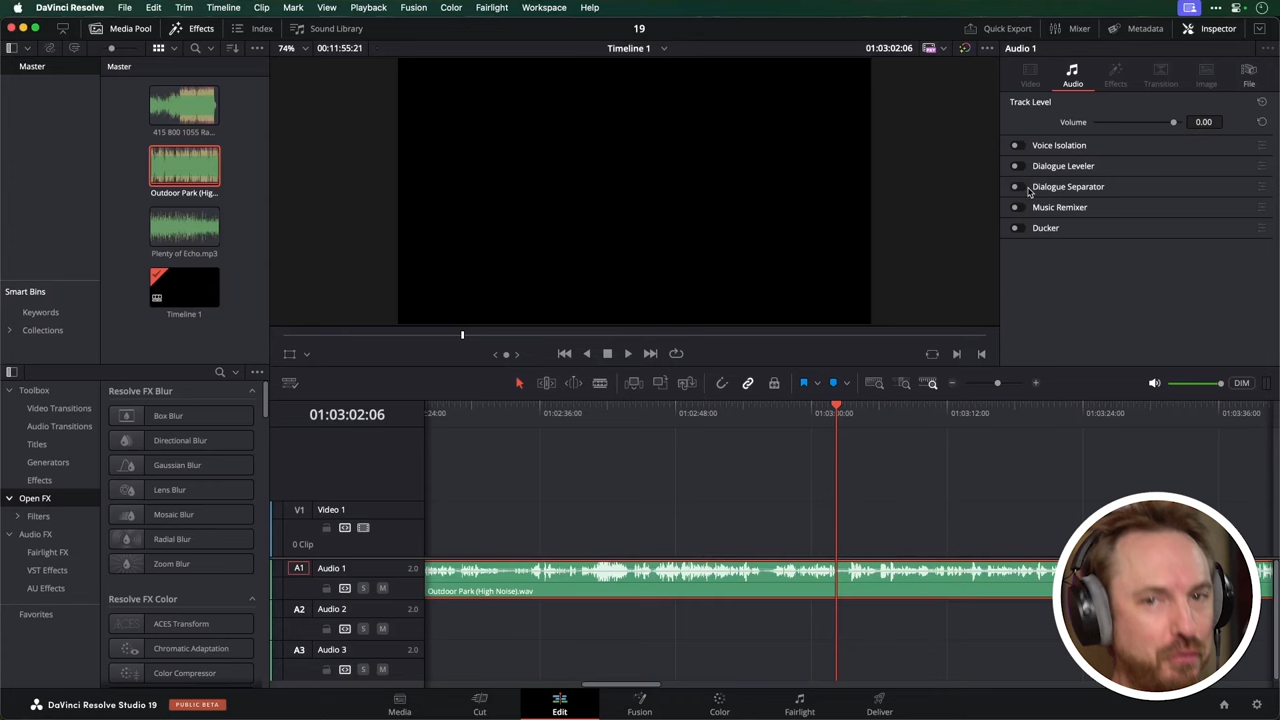 DaVinci Resolve File Edit Trim Timeline Clip Mark View Playback Fusion Color Fairlight Workspace Help
Media Pool Effects Index Sound Library 19 Quick Export Mixer Metadata Inspector
74% 00:11:55:21 Timeline 1 01:03:02:06 Audio 1
Master Master
Video Audio Effects Transition Image File
Track Level
Volume 0.00
415 800 1055 Ra...
Voice Isolation
Dialogue Leveler
Dialogue Separator
Outdoor Park (Hig...
Music Remixer
Ducker
Plenty of Echo.mp3
Smart Bins
Keywords
Timeline 1
Collections
Toolbox
Video Transitions
Audio Transitions
Titles
Generators
Effects
Open FX
Filters
Audio FX
Fairlight FX
VST Effects
AU Effects
Favorites
Resolve FX Blur
Box Blur
Directional Blur
Gaussian Blur
Lens Blur
Mosaic Blur
Radial Blur
Zoom Blur
Resolve FX Color
ACES Transform
Chromatic Adaptation
Color Compressor
DIM
01:03:02:06 :24:00 01:02:36:00 01:02:48:00 01:03:00:00 01:03:12:00 01:03:24:00 01:03:36:00
V1 Video 1
0 Clip
A1 Audio 1 2.0
S M
Outdoor Park (High Noise).wav
A2 Audio 2 2.0
S M
A3 Audio 3 2.0
S M
DaVinci Resolve Studio 19 PUBLIC BETA Media Cut Edit Fusion Color Fairlight Deliver